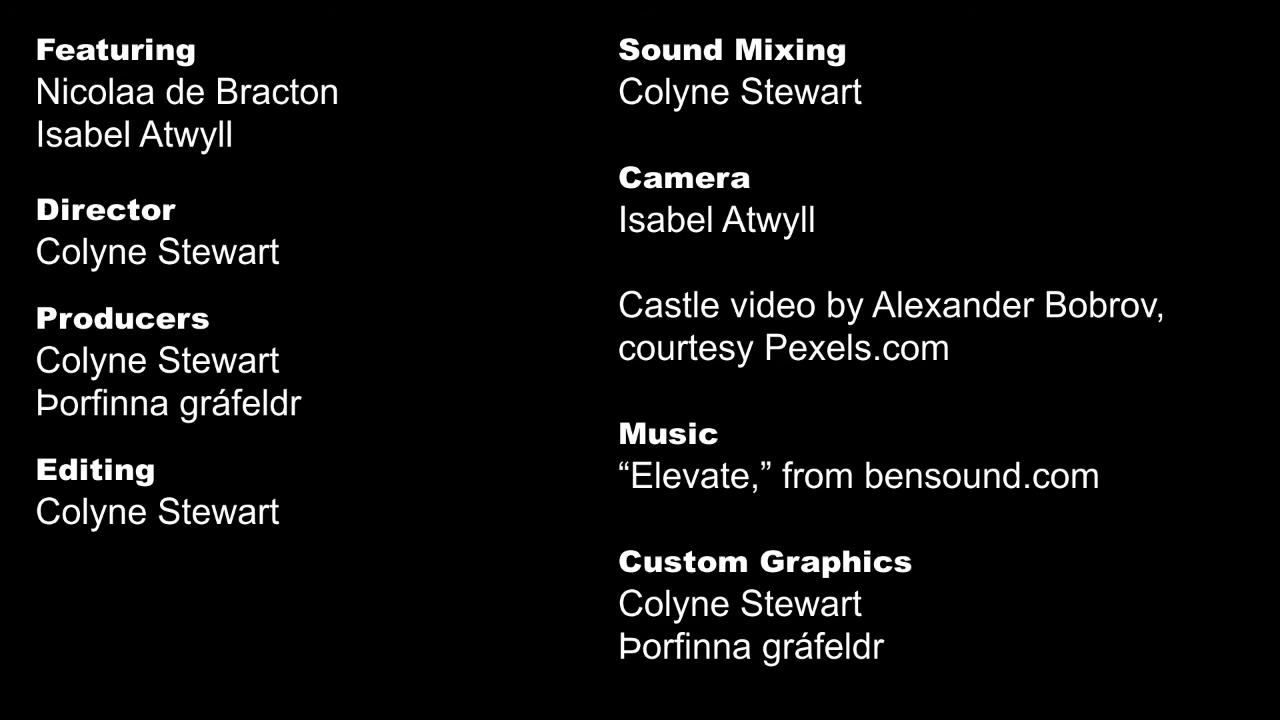 Featuring
Nicolaa de Bracton
Isabel Atwyll
Director
Colyne Stewart
Producers
Colyne Stewart
Þorfinna gráfeldr
Editing
Colyne Stewart
Sound Mixing
Colyne Stewart
Camera
Isabel Atwyll
Castle video by Alexander Bobrov,
courtesy Pexels.com
Music
“Elevate,” from bensound.com
Custom Graphics
Colyne Stewart
Þorfinna gráfeldr